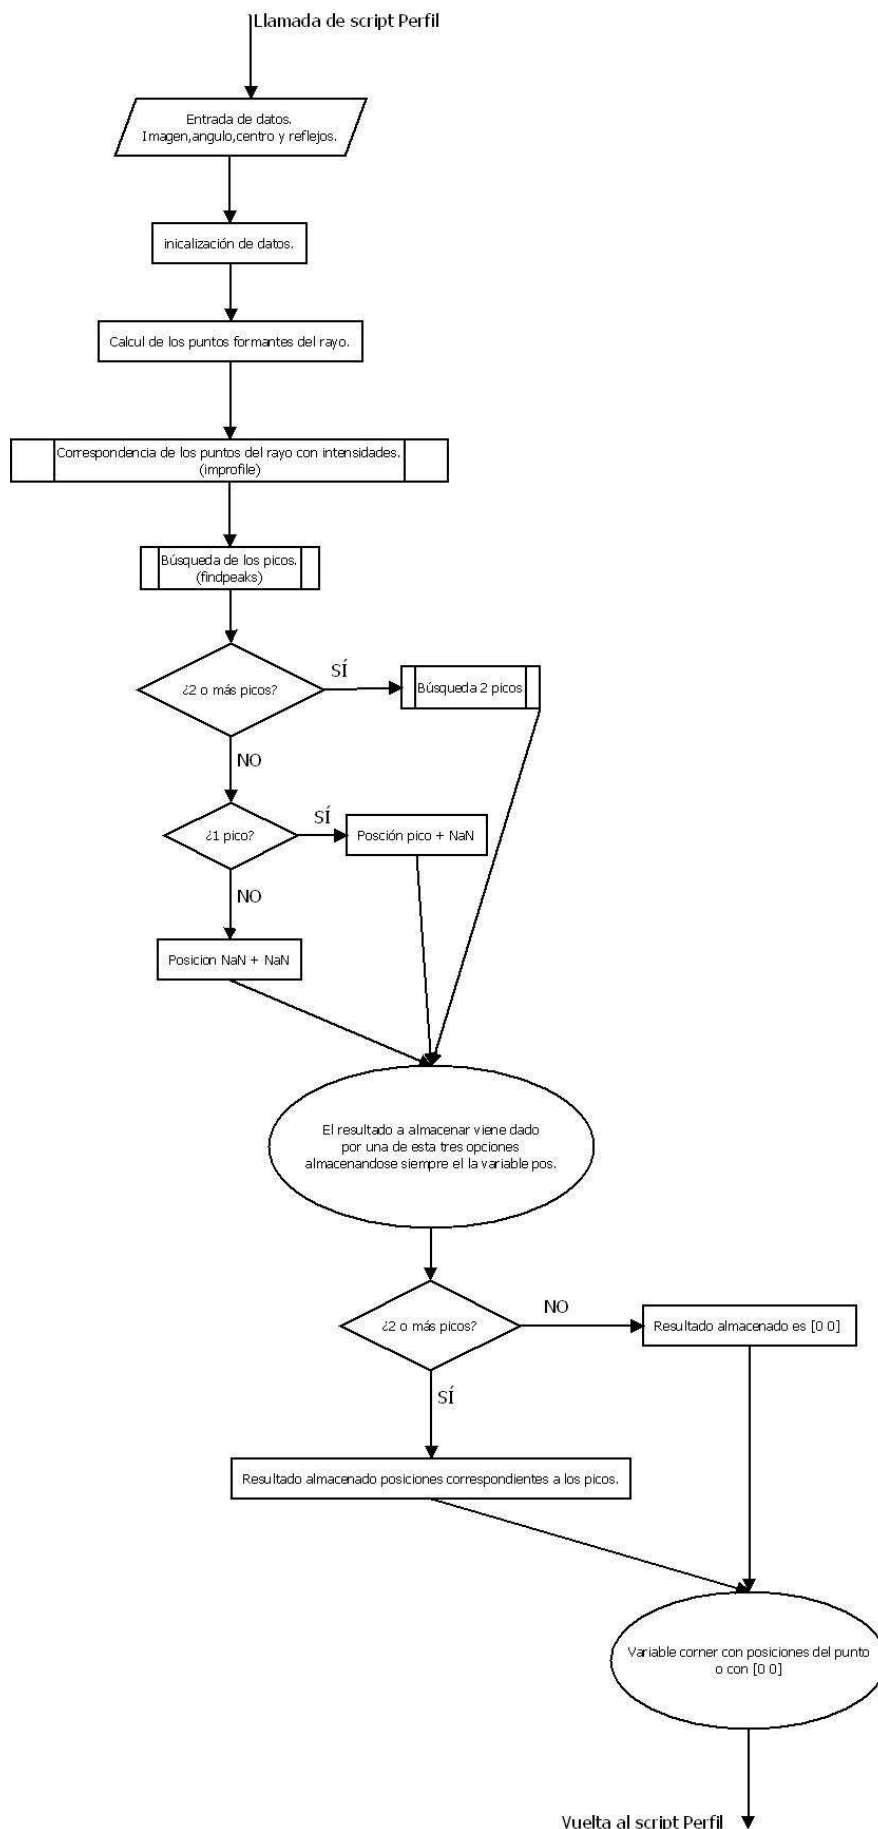 Llamada de script Perfil
Entrada de datos.
Imagen,angulo,centro y reflejos.
inicalización de datos.
Calcul de los puntos formantes del rayo.
Correspondencia de los puntos del rayo con intensidades.
(improfile)
Búsqueda de los picos.
(findpeaks)
¿2 o más picos?
SÍ
Búsqueda 2 picos
NO
¿1 pico?
SÍ
Posción pico + NaN
NO
Posicion NaN + NaN
El resultado a almacenar viene dado
por una de esta tres opciones
almacenandose siempre el la variable pos.
¿2 o más picos?
NO
Resultado almacenado es [0 0]
SÍ
Resultado almacenado posiciones correspondientes a los picos.
Variable corner con posiciones del punto
o con [0 0]
Vuelta al script Perfil